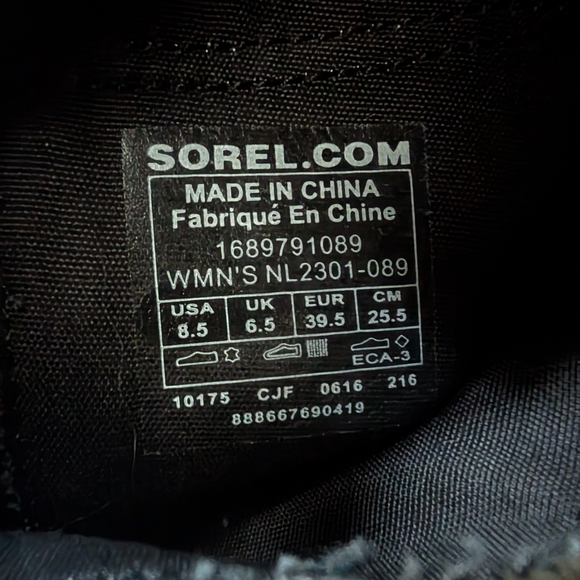 SOREL.COM
MADE IN CHINA
Fabriqué En Chine
1689791089
WMN'S NL2301-089
USA UK EUR CM
8.5 6.5 39.5 25.5
ECA-3
10175 CJF 0616 216
888667690419